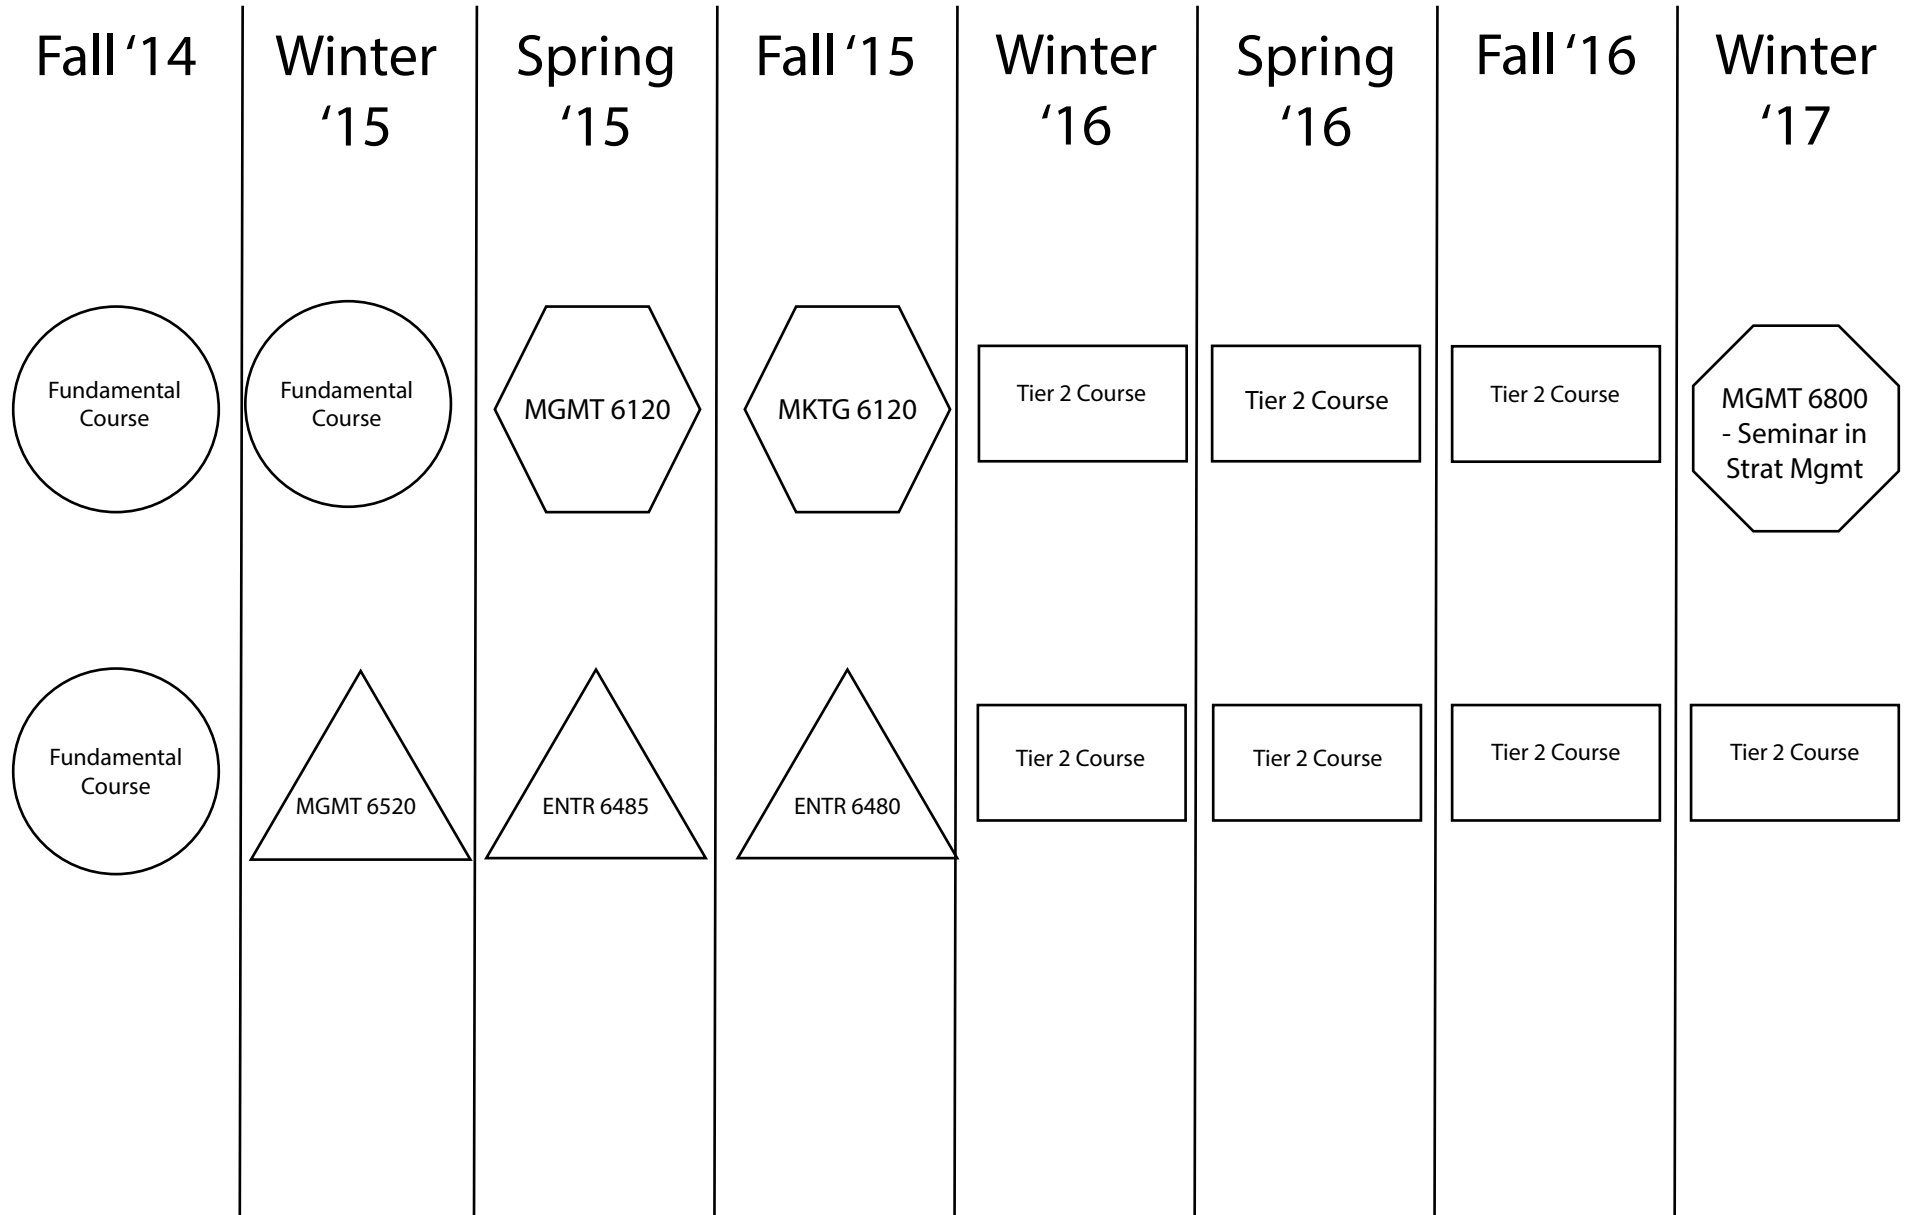 Fall ‘14
Winter
‘15
Spring
‘15
Fall ‘15
Winter
‘16
Spring
‘16
Fall ‘16
Winter
‘17
Fundamental
Course
Fundamental
Course
MGMT 6120
MKTG 6120
Tier 2 Course
Tier 2 Course
Tier 2 Course
MGMT 6800
- Seminar in
Strat Mgmt
Fundamental
Course
MGMT 6520
ENTR 6485
ENTR 6480
Tier 2 Course
Tier 2 Course
Tier 2 Course
Tier 2 Course